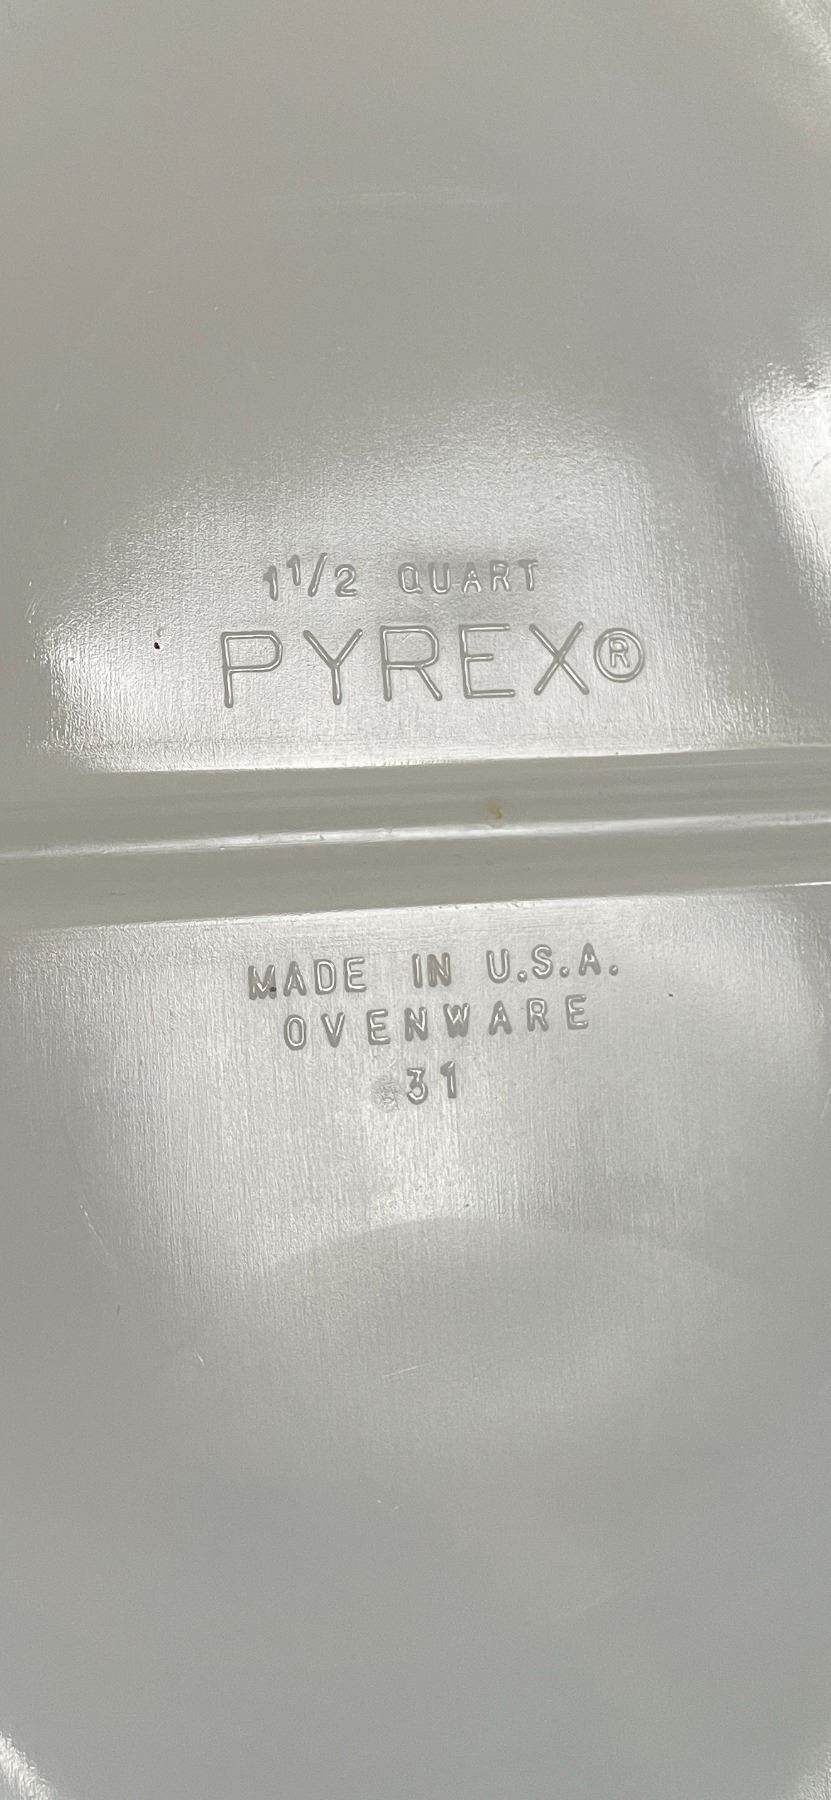 1 1/2 QUART
PYREX®
MADE IN U.S.A.
OVENWARE
31